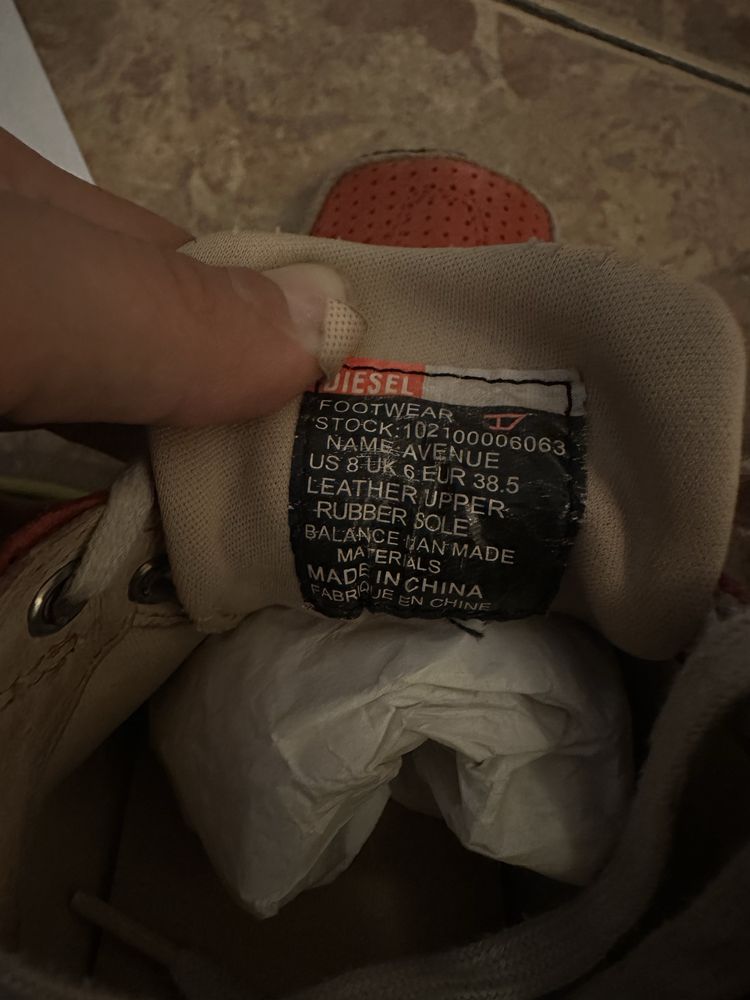 DIESEL
FOOTWEAR D
STOCK:102100006063
NAME:AVENUE
US 8 UK 6 EUR 38.5
LEATHER UPPER
RUBBER SOLE
BALANCE MAN MADE
MATERIALS
MADE IN CHINA
FABRIQUE EN CHINE